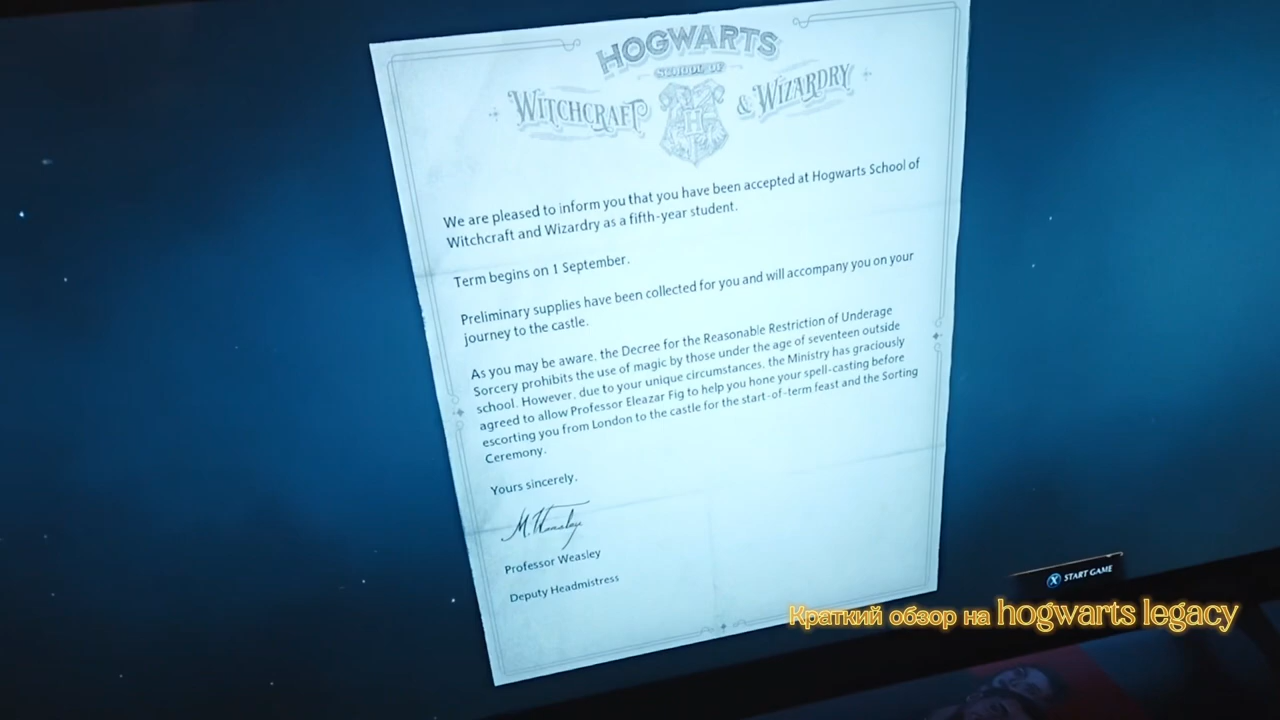 HOGWARTS
SCHOOL OF
WITCHCRAFT & WIZARDRY
H
We are pleased to inform you that you have been accepted at Hogwarts School of
Witchcraft and Wizardry as a fifth-year student.
Term begins on 1 September.
Preliminary supplies have been collected for you and will accompany you on your
journey to the castle.
As you may be aware, the Decree for the Reasonable Restriction of Underage
Sorcery prohibits the use of magic by those under the age of seventeen outside
school. However, due to your unique circumstances, the Ministry has graciously
agreed to allow Professor Eleazar Fig to help you hone your spell-casting before
escorting you from London to the castle for the start-of-term feast and the Sorting
Ceremony.
Yours sincerely,
M. Weasley
Professor Weasley
Deputy Headmistress
X START GAME
Краткий обзор на hogwarts legacy